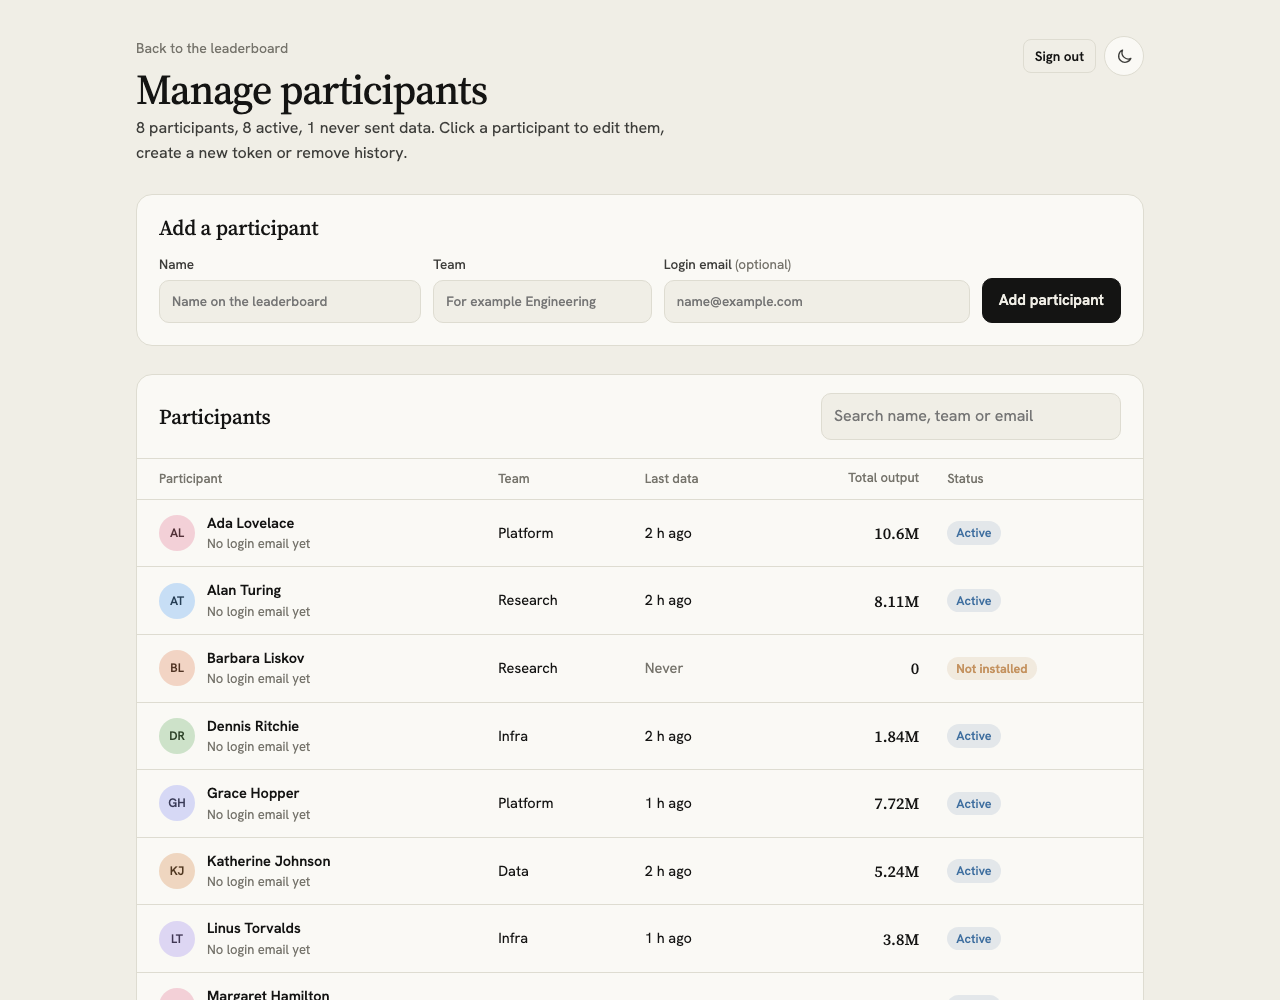 Back to the leaderboard
Sign out
Manage participants
8 participants, 8 active, 1 never sent data. Click a participant to edit them,
create a new token or remove history.
Add a participant
Name
Team
Login email (optional)
Name on the leaderboard
For example Engineering
name@example.com
Add participant
Participants
Search name, team or email
Participant
Team
Last data
Total output
Status
AL
Ada Lovelace
No login email yet
Platform
2 h ago
10.6M
Active
AT
Alan Turing
No login email yet
Research
2 h ago
8.11M
Active
BL
Barbara Liskov
No login email yet
Research
Never
0
Not installed
DR
Dennis Ritchie
No login email yet
Infra
2 h ago
1.84M
Active
GH
Grace Hopper
No login email yet
Platform
1 h ago
7.72M
Active
KJ
Katherine Johnson
No login email yet
Data
2 h ago
5.24M
Active
LT
Linus Torvalds
No login email yet
Infra
1 h ago
3.8M
Active
Margaret Hamilton